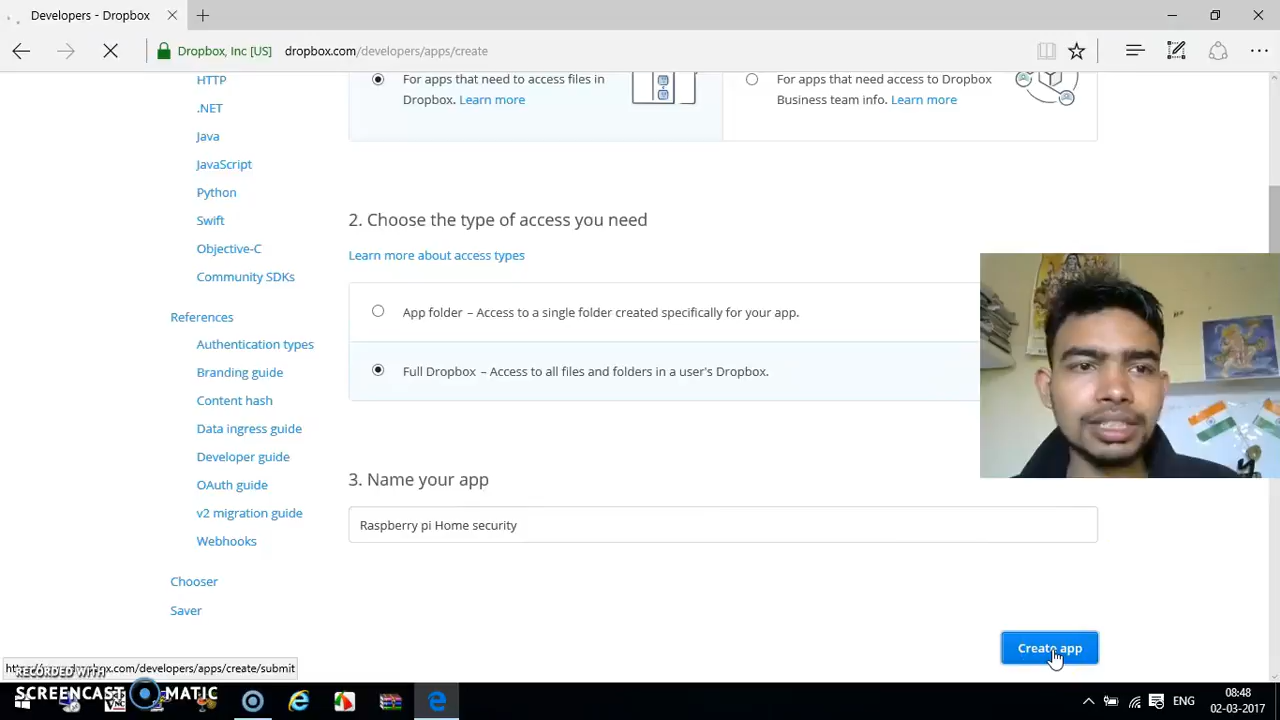 Developers - Dropbox
Dropbox, Inc [US] dropbox.com/developers/apps/create
HTTP
.NET
Java
JavaScript
Python
Swift
Objective-C
Community SDKs
References
Authentication types
Branding guide
Content hash
Data ingress guide
Developer guide
OAuth guide
v2 migration guide
Webhooks
Chooser
Saver
For apps that need to access files in
Dropbox. Learn more
For apps that need access to Dropbox
Business team info. Learn more
2. Choose the type of access you need
Learn more about access types
App folder – Access to a single folder created specifically for your app.
Full Dropbox – Access to all files and folders in a user's Dropbox.
3. Name your app
Raspberry pi Home security
Create app
RECORDED WITH
SCREENCAST MATIC
ENG
08:48
02-03-2017